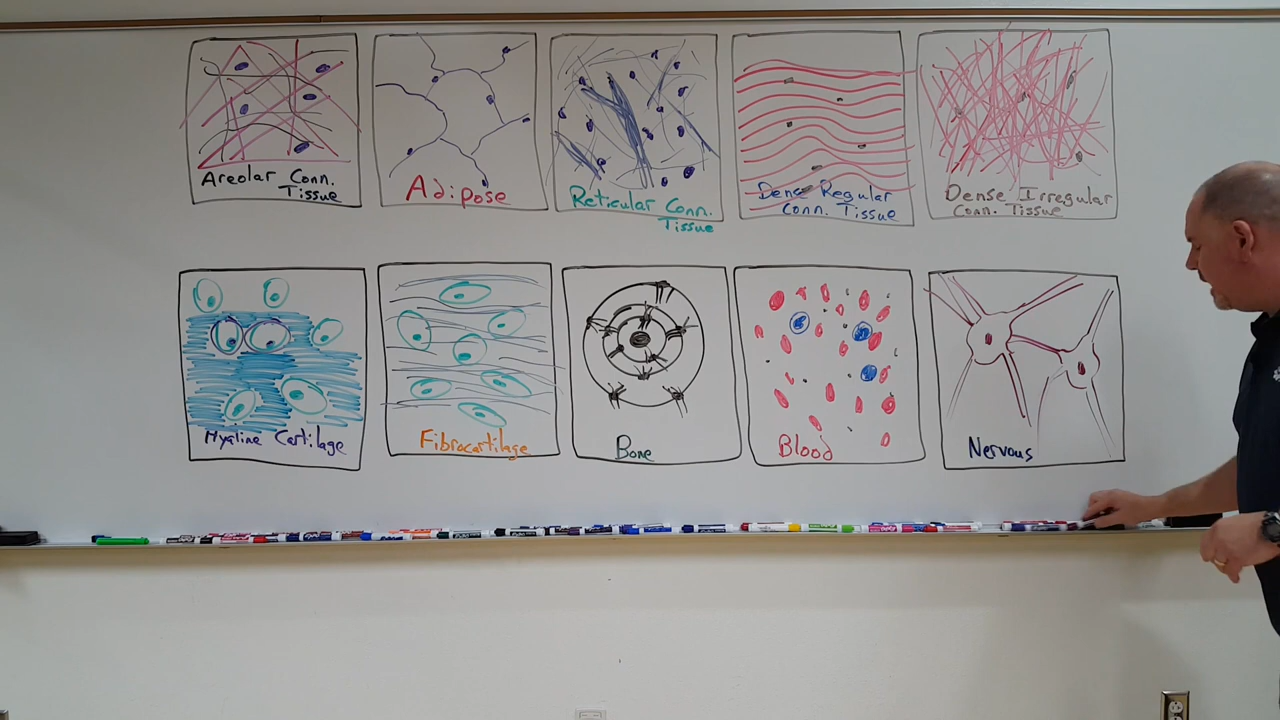 Areolar Conn.
Tissue
Adipose
Reticular Conn.
Tissue
Dense Regular
Conn. Tissue
Dense Irregular
Conn. Tissue
Hyaline Cartilage
Fibrocartilage
Bone
Blood
Nervous